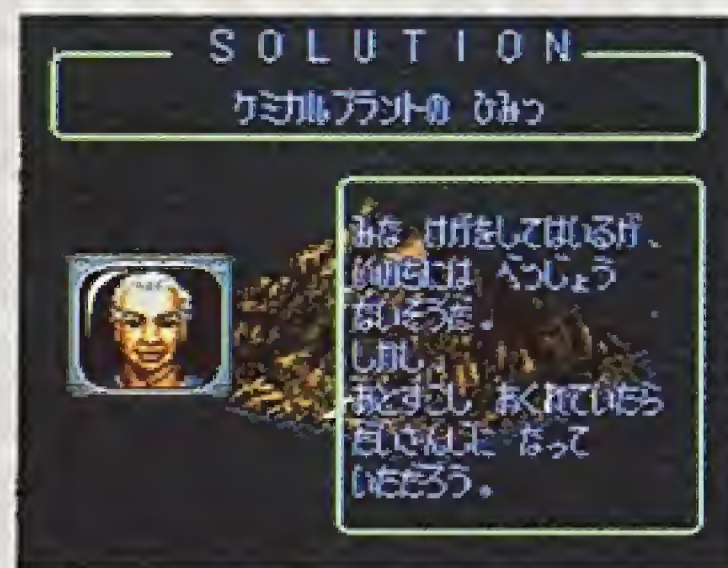 SOLUTION
ケミカルプラントの ひみつ
みな けがをしてはいるが、
いのちには べつじょう
ないそうだ。
しかし、
あとすこし おくれていたら
だいさんじに なって
いただろう。